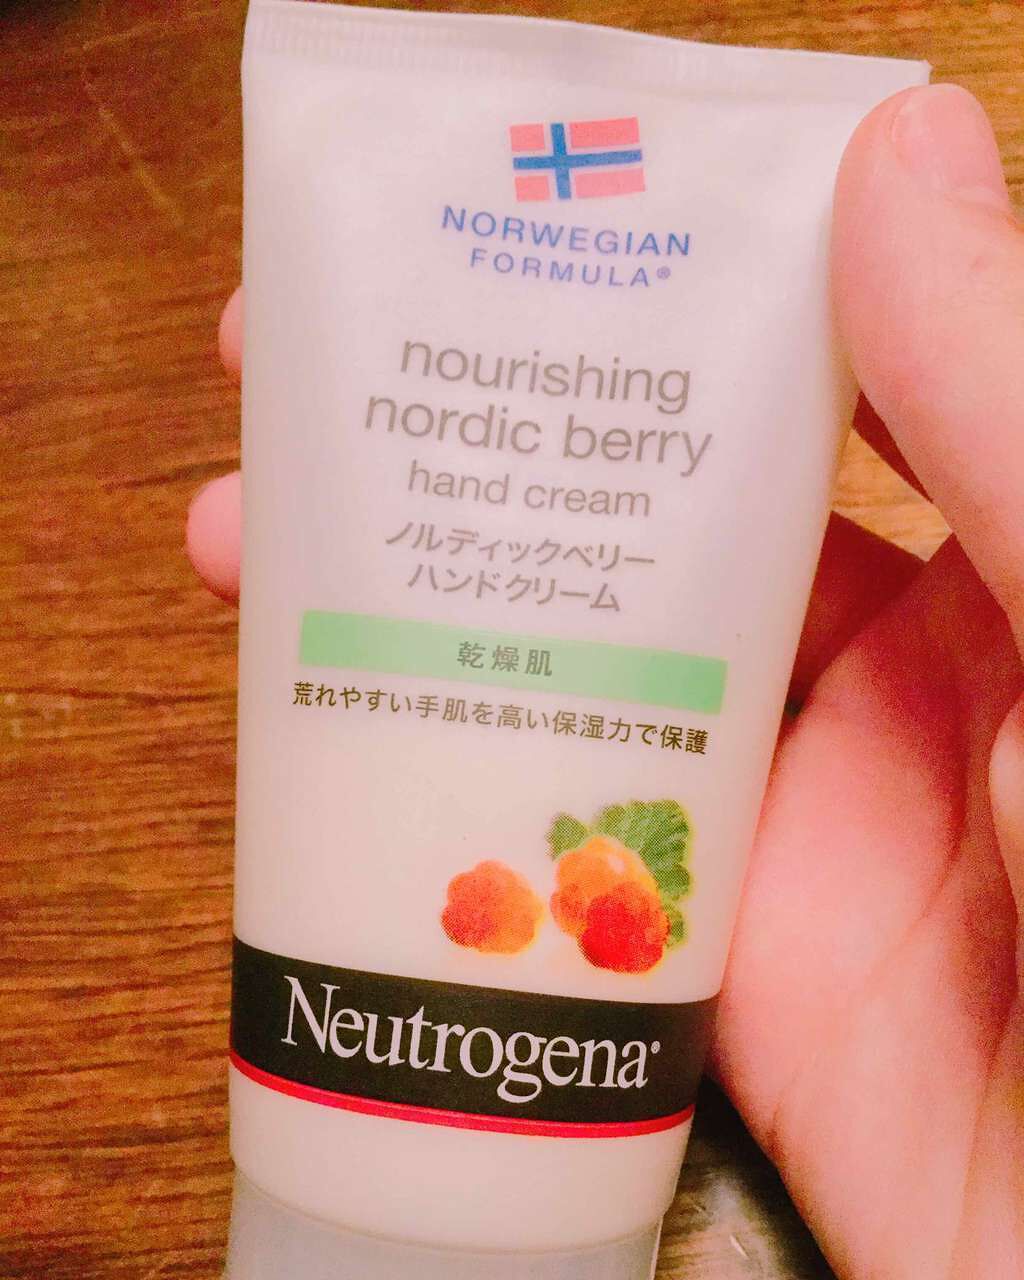 NORWEGIAN
FORMULA®
nourishing
nordic berry
hand cream
ノルディックベリー
ハンドクリーム
乾燥肌
荒れやすい手肌を高い保湿力で保護
Neutrogena®